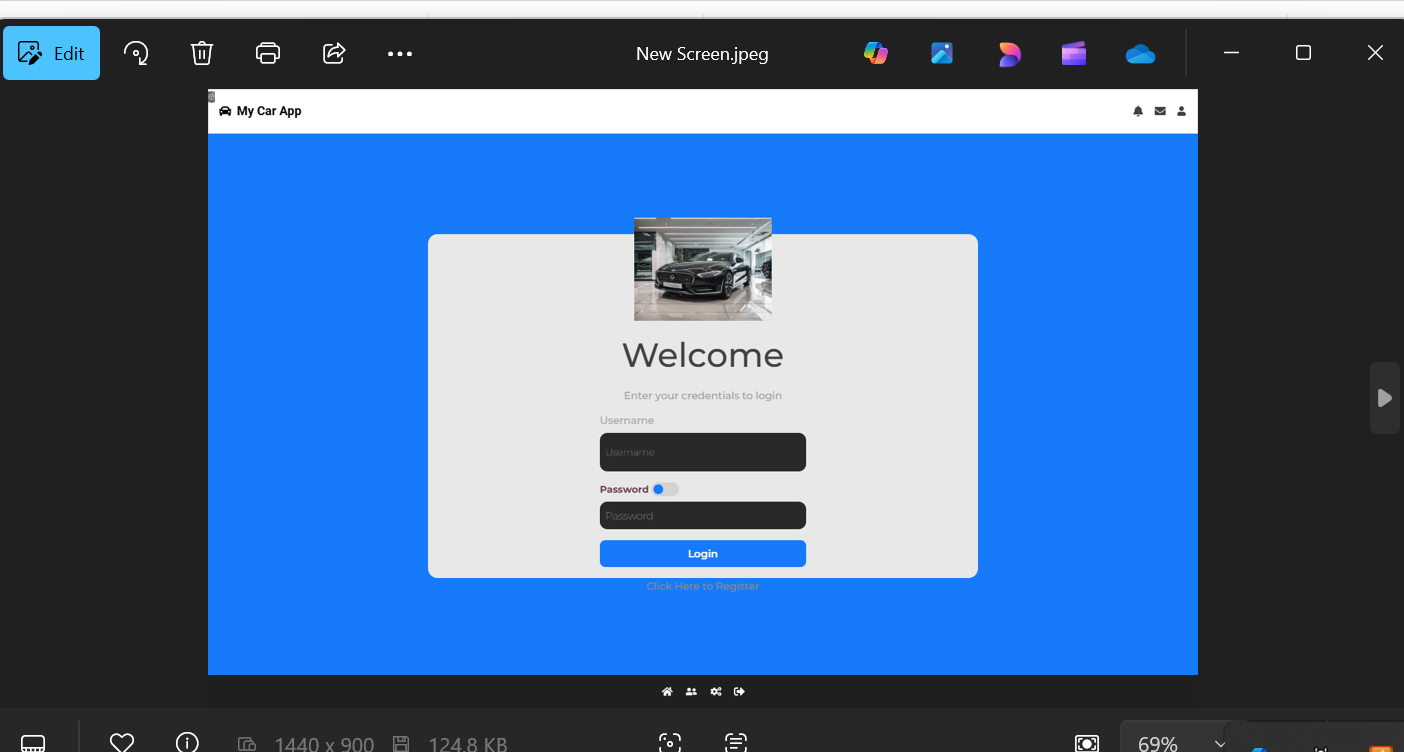 Edit
New Screen.jpeg
My Car App
Welcome
Enter your credentials to login
Username
Username
Password
Password
Login
Click Here to Register
1440 x 900
124.8 KB
69%